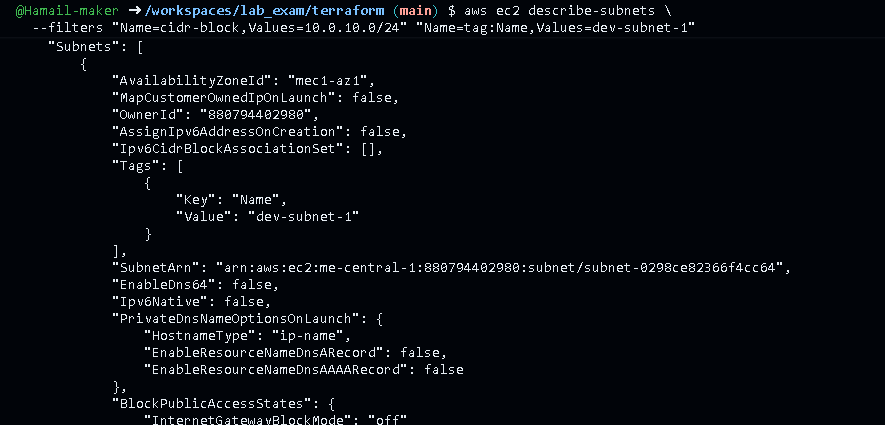 @Hamail-maker ➜/workspaces/lab_exam/terraform (main) $ aws ec2 describe-subnets \
  --filters "Name=cidr-block,Values=10.0.10.0/24" "Name=tag:Name,Values=dev-subnet-1"
    "Subnets": [
        {
            "AvailabilityZoneId": "mec1-az1",
            "MapCustomerOwnedIpOnLaunch": false,
            "OwnerId": "880794402980",
            "AssignIpv6AddressOnCreation": false,
            "Ipv6CidrBlockAssociationSet": [],
            "Tags": [
                {
                    "Key": "Name",
                    "Value": "dev-subnet-1"
                }
            ],
            "SubnetArn": "arn:aws:ec2:me-central-1:880794402980:subnet/subnet-0298ce82366f4cc64",
            "EnableDns64": false,
            "Ipv6Native": false,
            "PrivateDnsNameOptionsOnLaunch": {
                "HostnameType": "ip-name",
                "EnableResourceNameDnsARecord": false,
                "EnableResourceNameDnsAAAARecord": false
            },
            "BlockPublicAccessStates": {
                "InternetGatewayBlockMode": "off"